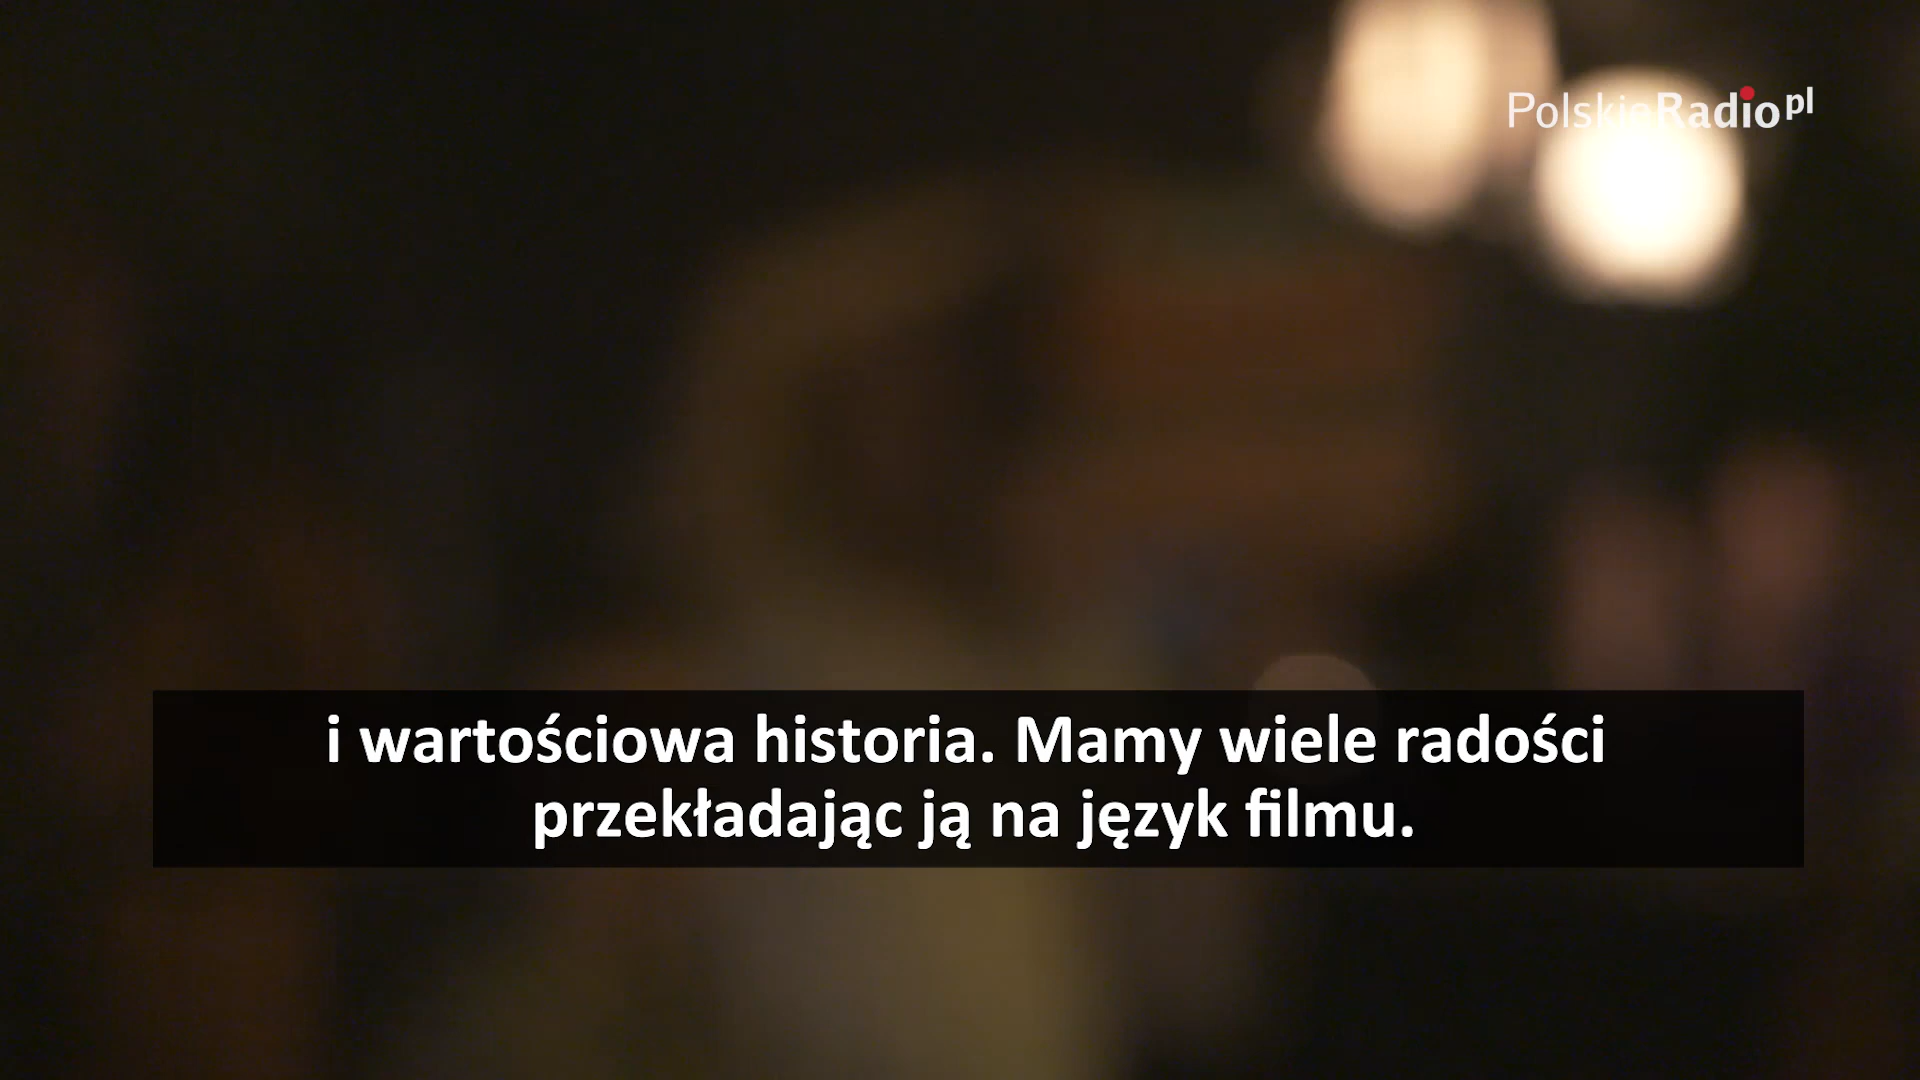 PolskieRadio.pl
i wartościowa historia. Mamy wiele radości
przekładając ją na język filmu.